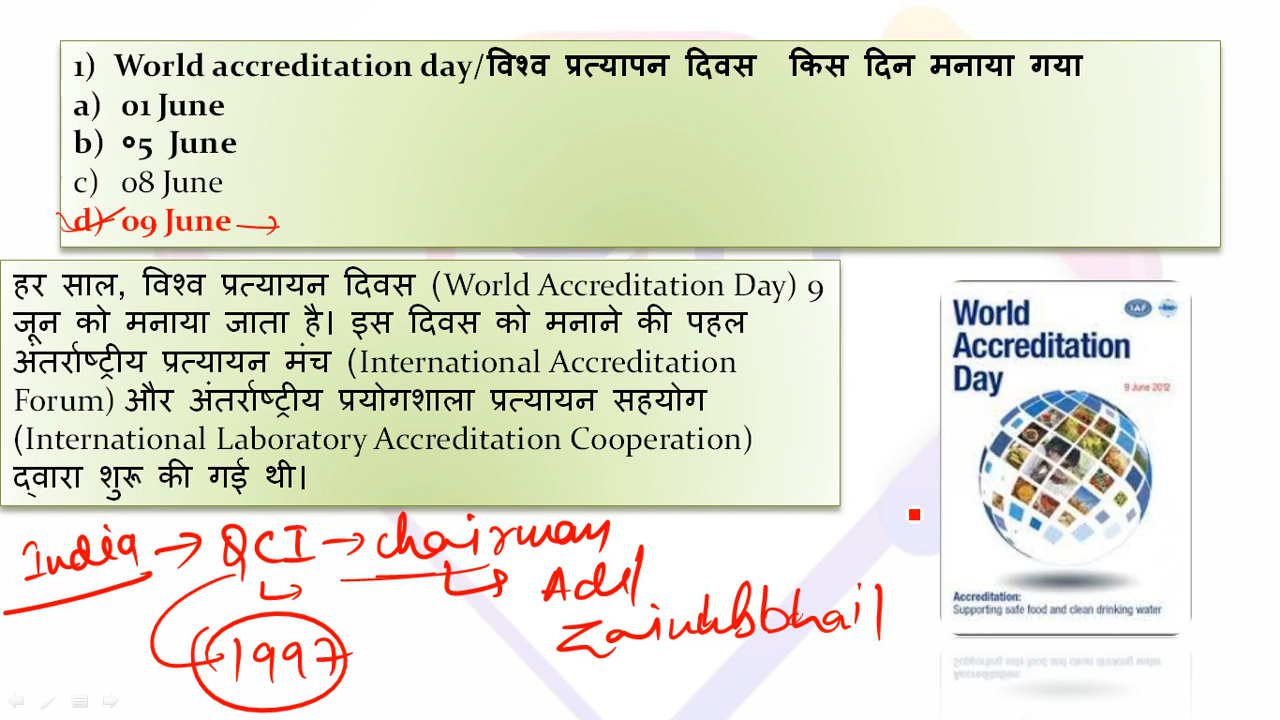 1) World accreditation day/विश्व प्रत्यापन दिवस किस दिन मनाया गया
a) 01 June
b) 05 June
c) 08 June
d) 09 June
हर साल, विश्व प्रत्यायन दिवस (World Accreditation Day) 9
जून को मनाया जाता है। इस दिवस को मनाने की पहल
अंतर्राष्ट्रीय प्रत्यायन मंच (International Accreditation
Forum) और अंतर्राष्ट्रीय प्रयोगशाला प्रत्यायन सहयोग
(International Laboratory Accreditation Cooperation)
द्वारा शुरू की गई थी।
World
Accreditation
Day
IAF
9 June 2012
Accreditation:
Supporting safe food and clean drinking water
India → QCI → chairman
Adil
1997